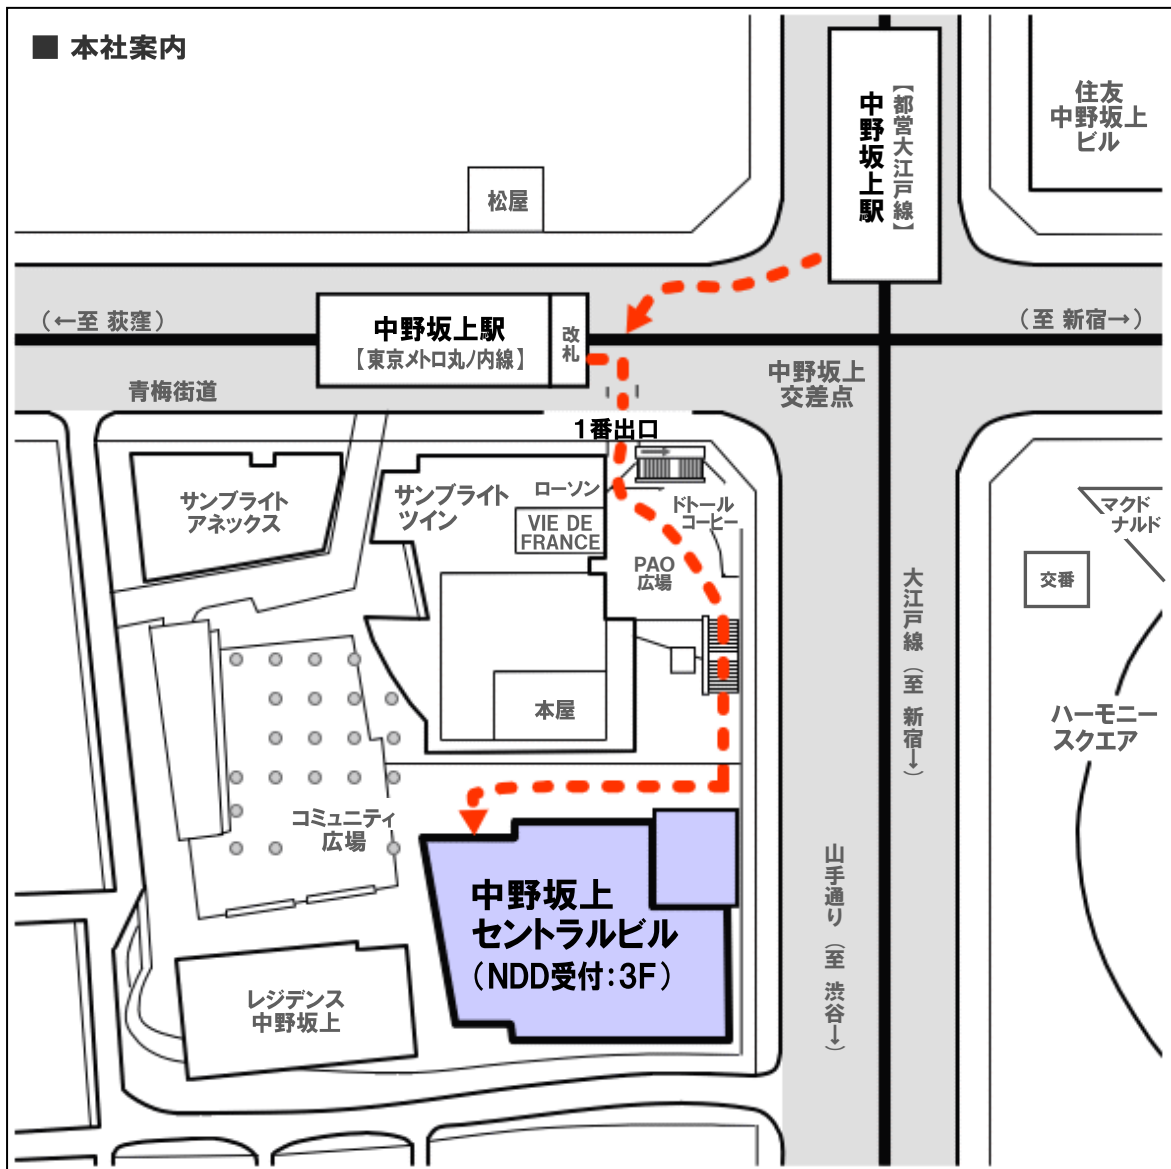 ■ 本社案内
中野坂上駅
【都営大江戸線】
住友
中野坂上
ビル
松屋
（←至 荻窪）
中野坂上駅
【東京メトロ丸ノ内線】
改札
（至 新宿→）
青梅街道
中野坂上
交差点
1番出口
サンブライト
アネックス
サンブライト
ツイン
ローソン
VIE DE
FRANCE
ドトール
コーヒー
マクド
ナルド
PAO
広場
交番
大江戸線（至 新宿→）
本屋
ハーモニー
スクエア
コミュニティ
広場
山手通り（至 渋谷→）
中野坂上
セントラルビル
（NDD受付：3F）
レジデンス
中野坂上